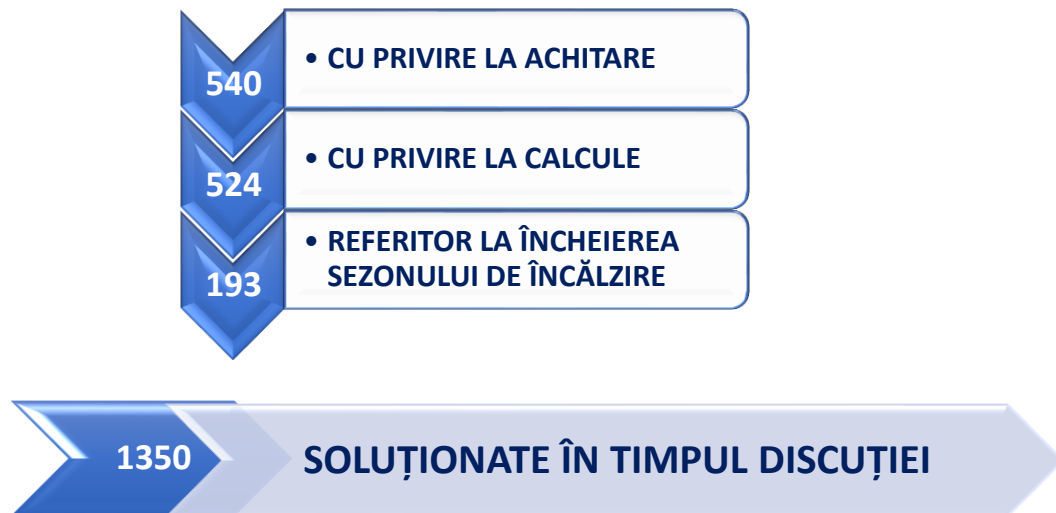 540
• CU PRIVIRE LA ACHITARE
524
• CU PRIVIRE LA CALCULE
193
• REFERITOR LA ÎNCHEIEREA
SEZONULUI DE ÎNCĂLZIRE
1350
SOLUȚIONATE ÎN TIMPUL DISCUȚIEI